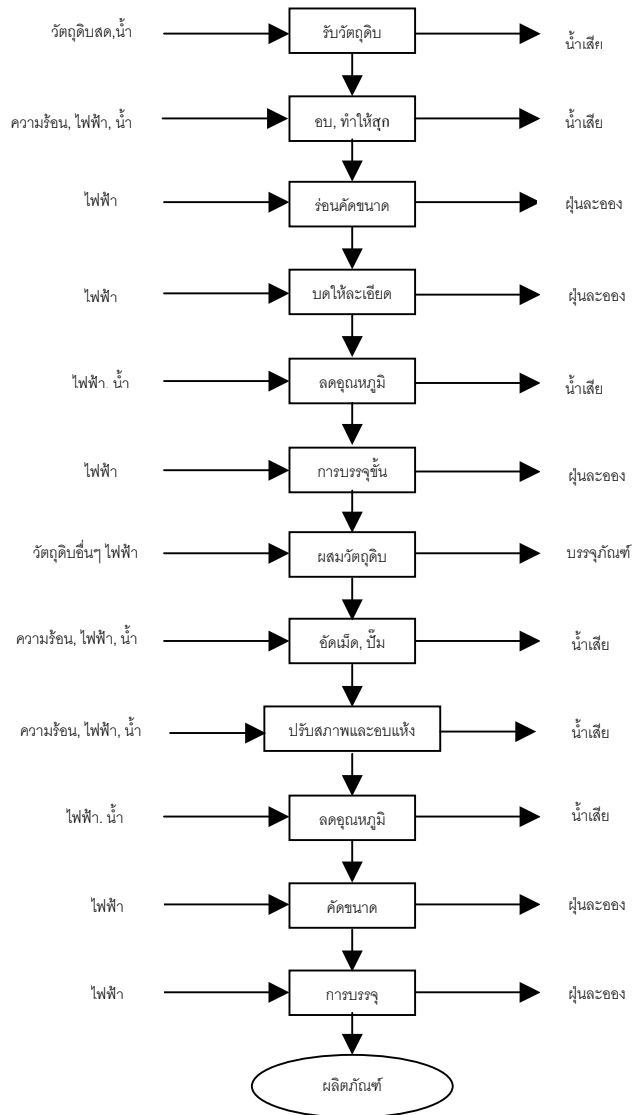 วัตถุดิบสด,น้ำ รับวัตถุดิบ น้ำเสีย
ความร้อน, ไฟฟ้า, น้ำ อบ, ทำให้สุก น้ำเสีย
ไฟฟ้า ร่อนคัดขนาด ฝุ่นละออง
ไฟฟ้า บดให้ละเอียด ฝุ่นละออง
ไฟฟ้า. น้ำ ลดอุณหภูมิ น้ำเสีย
ไฟฟ้า การบรรจุขั้น ฝุ่นละออง
วัตถุดิบอื่นๆ ไฟฟ้า ผสมวัตถุดิบ บรรจุภัณฑ์
ความร้อน, ไฟฟ้า, น้ำ อัดเม็ด, ปั๊ม น้ำเสีย
ความร้อน, ไฟฟ้า, น้ำ ปรับสภาพและอบแห้ง น้ำเสีย
ไฟฟ้า. น้ำ ลดอุณหภูมิ น้ำเสีย
ไฟฟ้า คัดขนาด ฝุ่นละออง
ไฟฟ้า การบรรจุ ฝุ่นละออง
ผลิตภัณฑ์